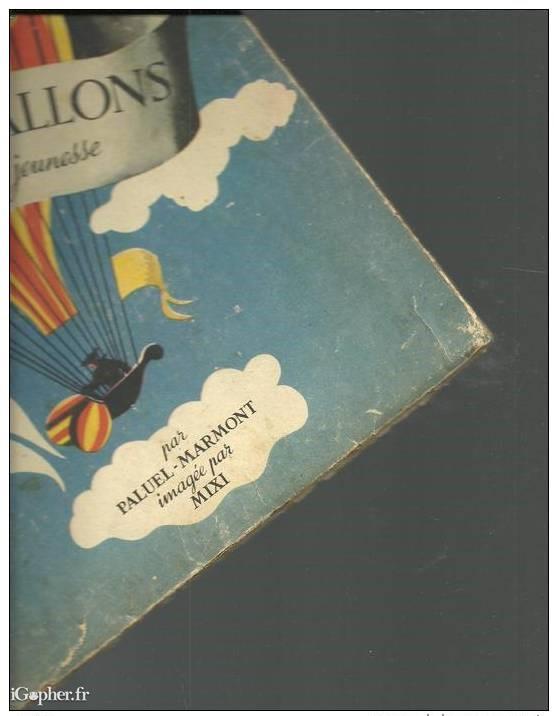 ALLONS
jeunesse
par
PALUEL-MARMONT
imagée par
MIXI
iGopher.fr